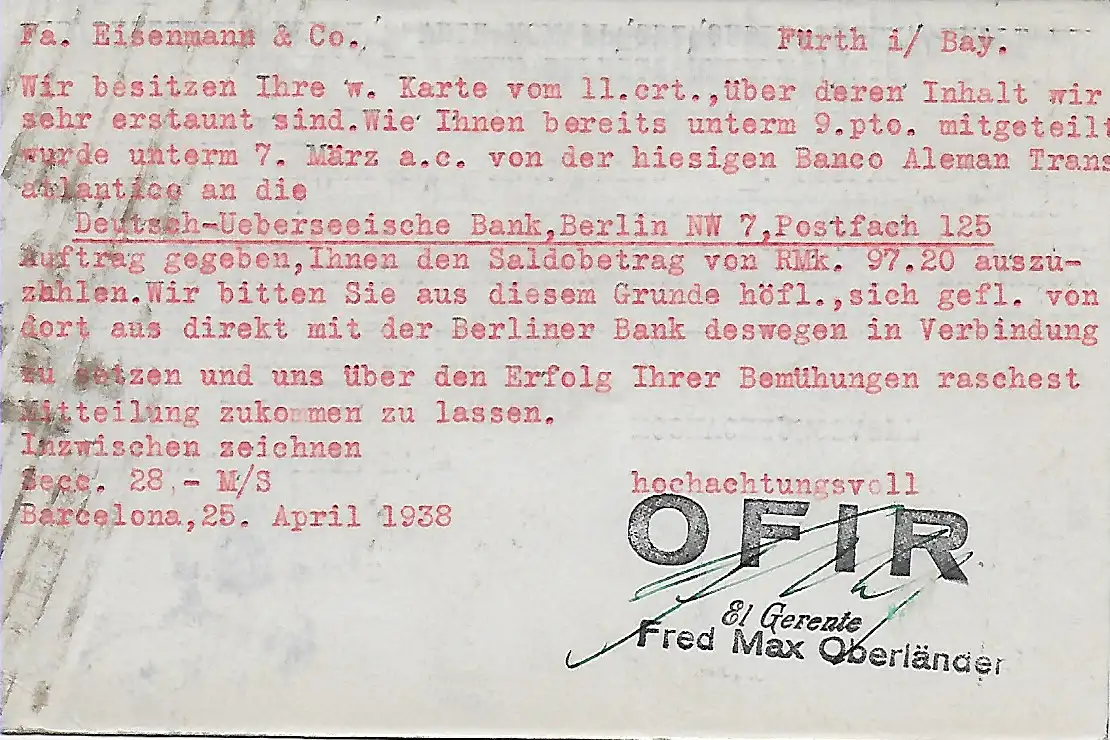 Fa. Eisenmann & Co., Fürth i/ Bay.
Wir besitzen Ihre w. Karte vom 11.crt.,über deren Inhalt wir
sehr erstaunt sind.Wie Ihnen bereits unterm 9.pto. mitgeteilt
wurde unterm 7. März a.c. von der hiesigen Banco Aleman Trans
atlantico an die
Deutsch-Ueberseeische Bank,Berlin NW 7,Postfach 125
Auftrag gegeben,Ihnen den Saldobetrag von RMk. 97.20 auszu-
zahlen.Wir bitten Sie aus diesem Grunde höfl.,sich gefl. von
dort aus direkt mit der Berliner Bank deswegen in Verbindung
zu setzen und uns über den Erfolg Ihrer Bemühungen raschest
Mitteilung zukommen zu lassen.
Inzwischen zeichnen
Secc. 28,- M/S hochachtungsvoll
Barcelona,25. April 1938
OFIR
El Gerente
Fred Max Oberländer